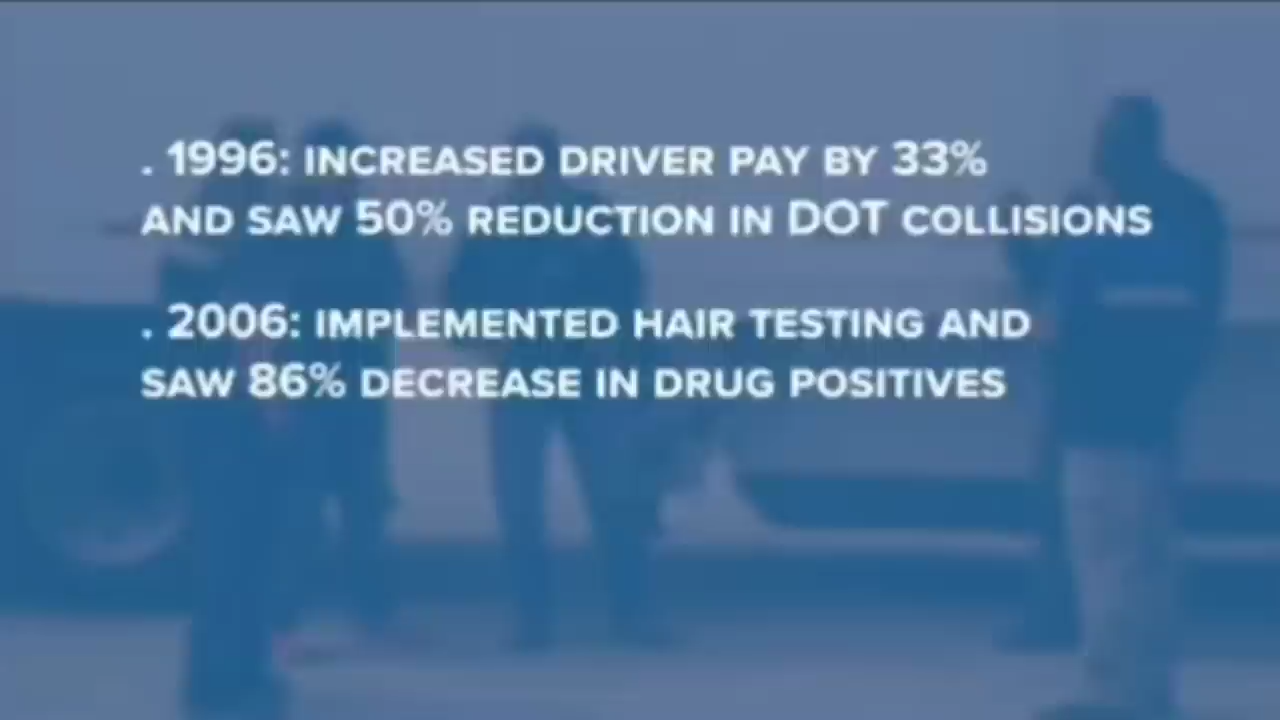 . 1996: INCREASED DRIVER PAY BY 33%
AND SAW 50% REDUCTION IN DOT COLLISIONS
. 2006: IMPLEMENTED HAIR TESTING AND
SAW 86% DECREASE IN DRUG POSITIVES